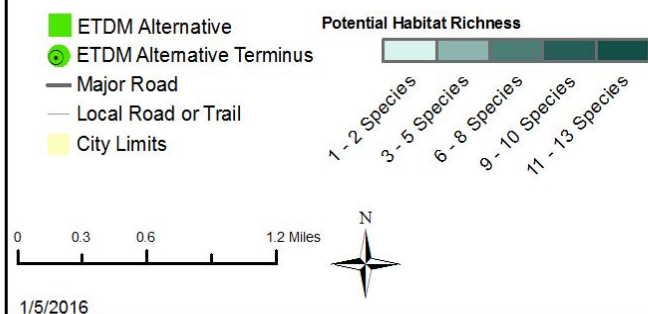 ETDM Alternative
ETDM Alternative Terminus
Major Road
Local Road or Trail
City Limits
Potential Habitat Richness
1 - 2 Species
3 - 5 Species
6 - 8 Species
9 - 10 Species
11 - 13 Species
0 0.3 0.6 1.2 Miles
N
1/5/2016